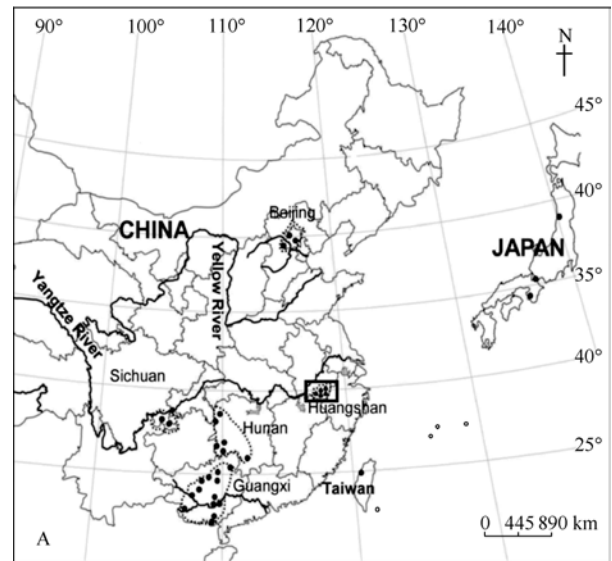 90° 100° 110° 120° 130° 140°
N
45°
40°
35°
40°
25°
Beijing
CHINA
JAPAN
Yellow River
Yangtze River
Sichuan
Huangshan
Hunan
Guangxi
Taiwan
A
0 445 890 km